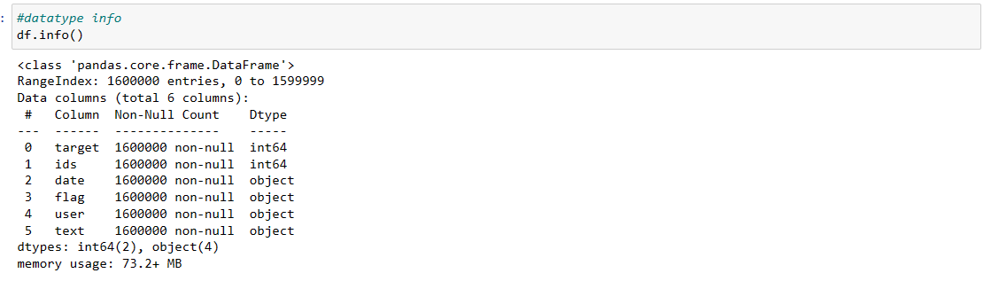 :
#datatype info
df.info()
<class 'pandas.core.frame.DataFrame'>
RangeIndex: 1600000 entries, 0 to 1599999
Data columns (total 6 columns):
 #   Column  Non-Null Count    Dtype
---  ------  --------------    -----
 0   target  1600000 non-null  int64
 1   ids     1600000 non-null  int64
 2   date    1600000 non-null  object
 3   flag    1600000 non-null  object
 4   user    1600000 non-null  object
 5   text    1600000 non-null  object
dtypes: int64(2), object(4)
memory usage: 73.2+ MB